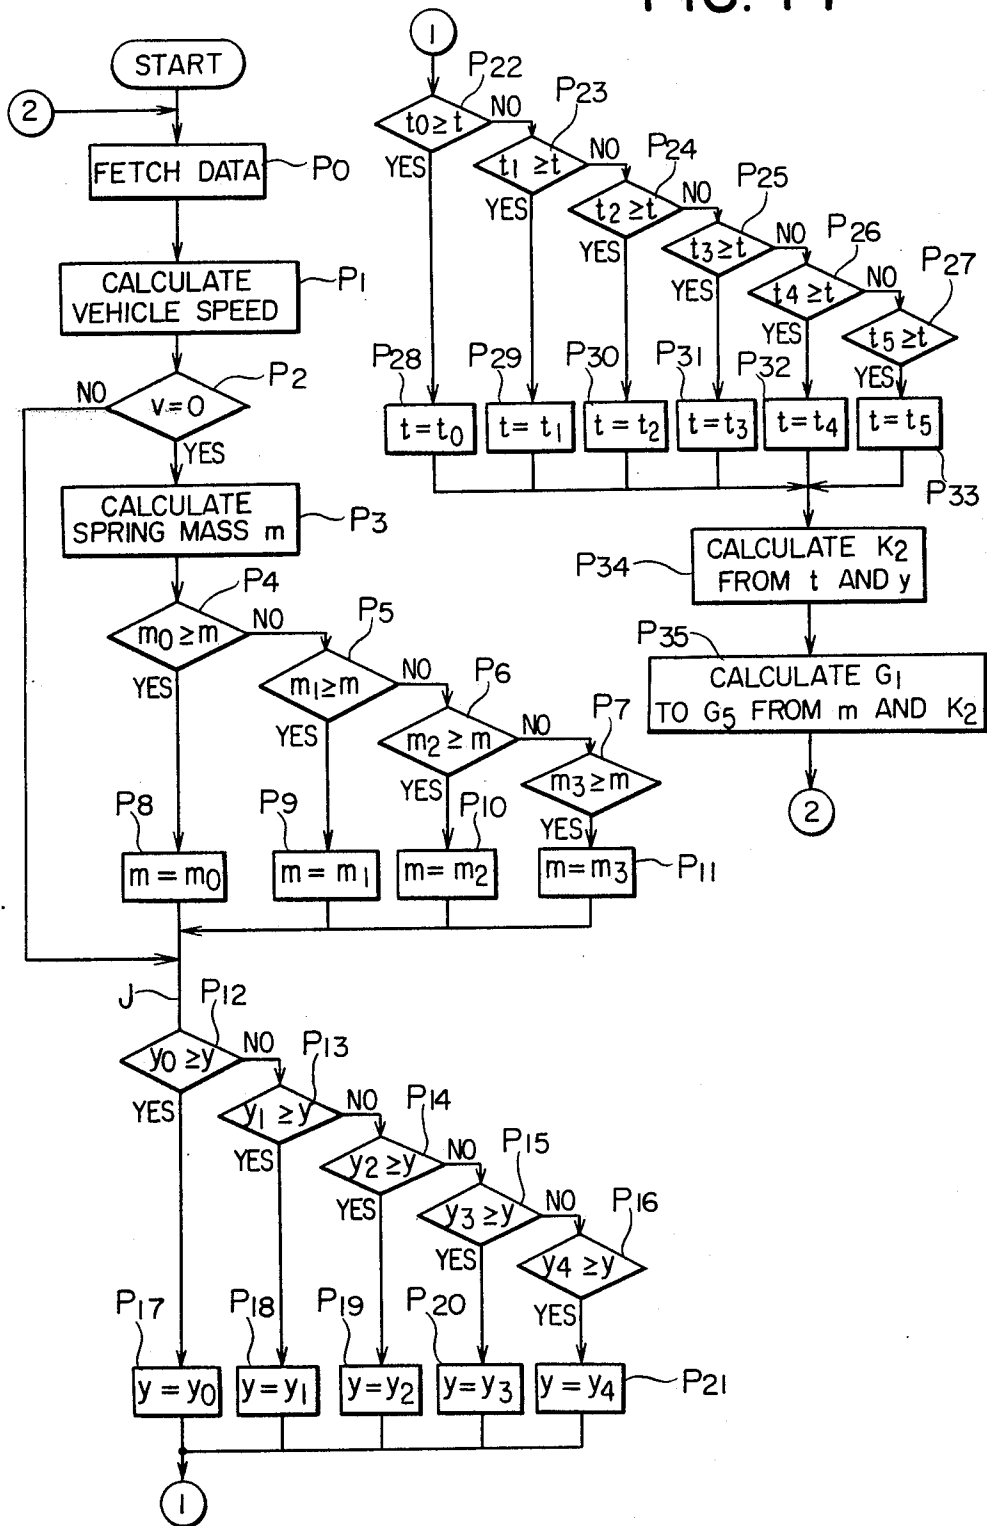 START
2
FETCH DATA
P0
CALCULATE
VEHICLE SPEED
P1
v=0
P2
NO
YES
CALCULATE
SPRING MASS m
P3
m0 ≥ m
P4
NO
YES
m1 ≥ m
P5
NO
YES
m2 ≥ m
P6
NO
YES
m3 ≥ m
P7
YES
P8
m = m0
P9
m = m1
P10
m = m2
m = m3
P11
J
y0 ≥ y
P12
NO
YES
y1 ≥ y
P13
NO
YES
y2 ≥ y
P14
NO
YES
y3 ≥ y
P15
NO
YES
y4 ≥ y
P16
YES
P17
y = y0
P18
y = y1
P19
y = y2
P20
y = y3
y = y4
P21
1
1
t0 ≥ t
P22
NO
YES
t1 ≥ t
P23
NO
YES
t2 ≥ t
P24
NO
YES
t3 ≥ t
P25
NO
YES
t4 ≥ t
P26
NO
YES
t5 ≥ t
P27
YES
P28
t = t0
P29
t = t1
P30
t = t2
P31
t = t3
P32
t = t4
t = t5
P33
P34
CALCULATE K2
FROM t AND y
P35
CALCULATE G1
TO G5 FROM m AND K2
2